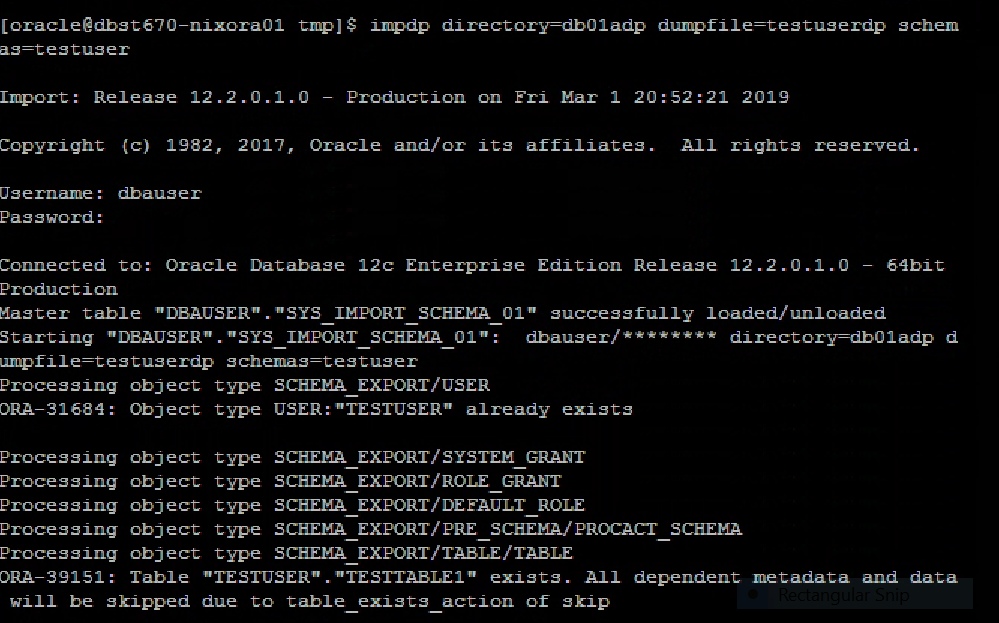 [oracle@dbst670-nixora01 tmp]$ impdp directory=db01adp dumpfile=testuserdp schem
as=testuser
Import: Release 12.2.0.1.0 - Production on Fri Mar 1 20:52:21 2019
Copyright (c) 1982, 2017, Oracle and/or its affiliates.  All rights reserved.
Username: dbauser
Password:
Connected to: Oracle Database 12c Enterprise Edition Release 12.2.0.1.0 - 64bit
Production
Master table "DBAUSER"."SYS_IMPORT_SCHEMA_01" successfully loaded/unloaded
Starting "DBAUSER"."SYS_IMPORT_SCHEMA_01":  dbauser/******** directory=db01adp d
umpfile=testuserdp schemas=testuser
Processing object type SCHEMA_EXPORT/USER
ORA-31684: Object type USER:"TESTUSER" already exists
Processing object type SCHEMA_EXPORT/SYSTEM_GRANT
Processing object type SCHEMA_EXPORT/ROLE_GRANT
Processing object type SCHEMA_EXPORT/DEFAULT_ROLE
Processing object type SCHEMA_EXPORT/PRE_SCHEMA/PROCACT_SCHEMA
Processing object type SCHEMA_EXPORT/TABLE/TABLE
ORA-39151: Table "TESTUSER"."TESTTABLE1" exists. All dependent metadata and data
 will be skipped due to table_exists_action of skip
Rectangular Snip